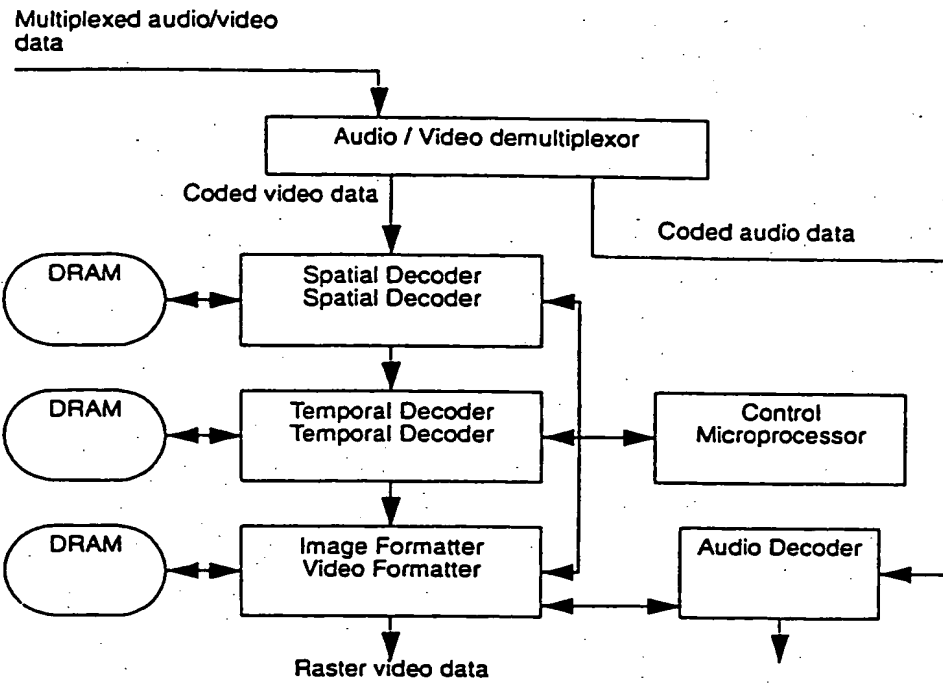 Multiplexed audio/video
data
Audio / Video demultiplexor
Coded video data
Coded audio data
DRAM
Spatial Decoder
Spatial Decoder
DRAM
Temporal Decoder
Temporal Decoder
Control
Microprocessor
DRAM
Image Formatter
Video Formatter
Audio Decoder
Raster video data